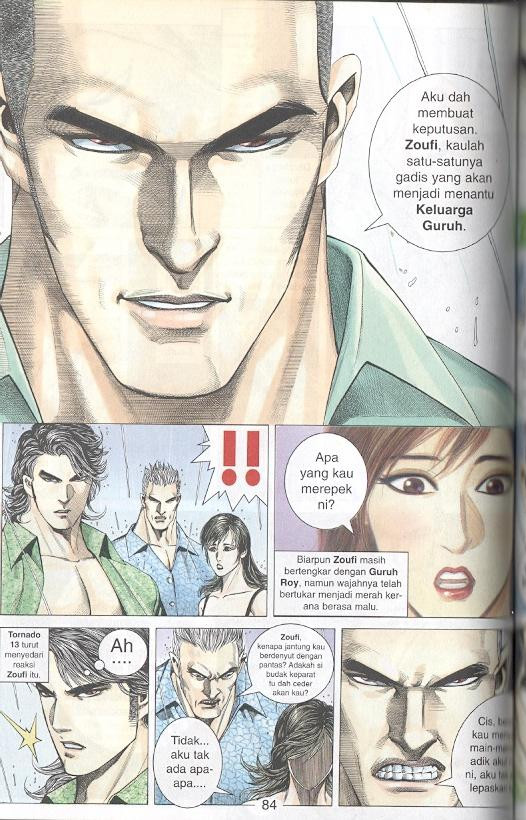 Aku dah
membuat
keputusan.
Zoufi, kaulah
satu-satunya
gadis yang akan
menjadi menantu
Keluarga
Guruh.
!!
Apa
yang kau
merepek
ni?
Biarpun Zoufi masih
bertengkar dengan Guruh
Roy, namun wajahnya telah
bertukar menjadi merah ker-
ana berasa malu.
Tornado
13 turut
menyedari
reaksi
Zoufi itu.
Ah
....
Zoufi,
kenapa jantung kau
berdenyut dengan
pantas? Adakah si
budak keparat
tu dah ceder
akan kau?
Tidak...
aku tak
ada apa-
apa....
Cis,
kau
main-
adik
ni, aku
lepaskan
84